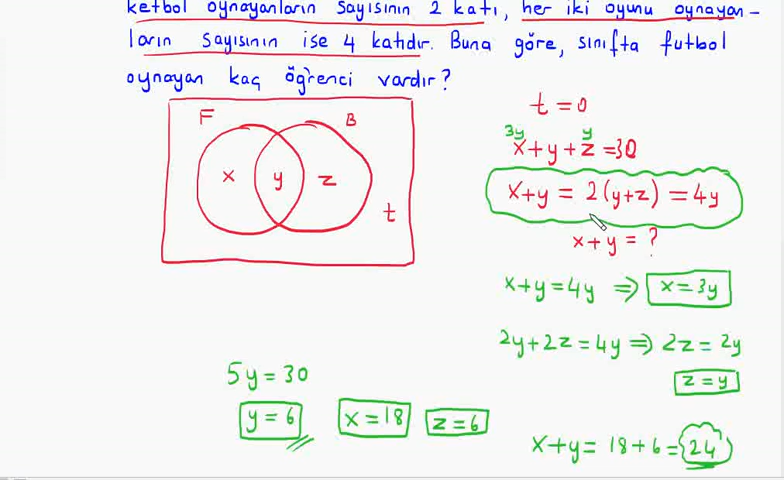 ketbol oynayanların sayısının 2 katı, her iki oyunu oynayan-
ların sayısının ise 4 katıdır. Buna göre, sınıfta futbol
oynayan kaç öğrenci vardır?
F
B
x
y
z
t
t = 0
3y y
x+y+z=30
x+y = 2(y+z) = 4y
x+y = ?
x+y=4y ⇒ x=3y
2y+2z=4y ⇒ 2z=2y
z=y
5y=30
y=6 x=18 z=6
x+y= 18+6=24